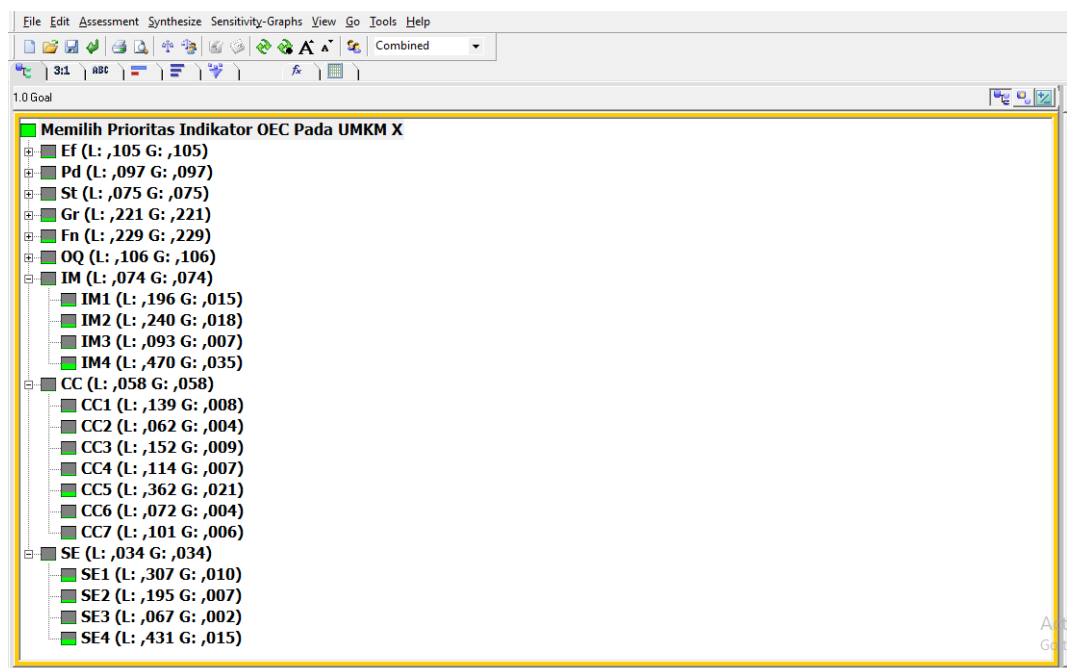 File Edit Assessment Synthesize Sensitivity-Graphs View Go Tools Help
Combined
3:1 ABC fx
1.0 Goal
Memilih Prioritas Indikator OEC Pada UMKM X
Ef (L: ,105 G: ,105)
Pd (L: ,097 G: ,097)
St (L: ,075 G: ,075)
Gr (L: ,221 G: ,221)
Fn (L: ,229 G: ,229)
OQ (L: ,106 G: ,106)
IM (L: ,074 G: ,074)
IM1 (L: ,196 G: ,015)
IM2 (L: ,240 G: ,018)
IM3 (L: ,093 G: ,007)
IM4 (L: ,470 G: ,035)
CC (L: ,058 G: ,058)
CC1 (L: ,139 G: ,008)
CC2 (L: ,062 G: ,004)
CC3 (L: ,152 G: ,009)
CC4 (L: ,114 G: ,007)
CC5 (L: ,362 G: ,021)
CC6 (L: ,072 G: ,004)
CC7 (L: ,101 G: ,006)
SE (L: ,034 G: ,034)
SE1 (L: ,307 G: ,010)
SE2 (L: ,195 G: ,007)
SE3 (L: ,067 G: ,002)
SE4 (L: ,431 G: ,015)